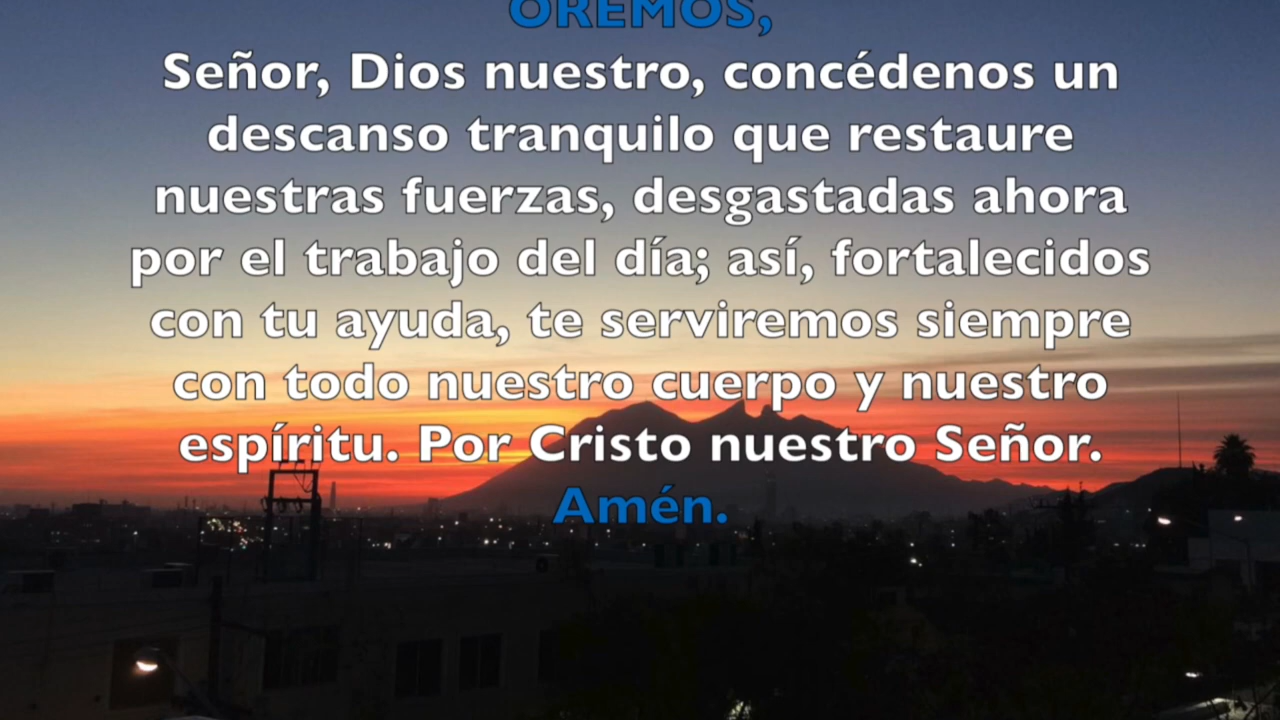 OREMOS,
Señor, Dios nuestro, concédenos un
descanso tranquilo que restaure
nuestras fuerzas, desgastadas ahora
por el trabajo del día; así, fortalecidos
con tu ayuda, te serviremos siempre
con todo nuestro cuerpo y nuestro
espíritu. Por Cristo nuestro Señor.
Amén.